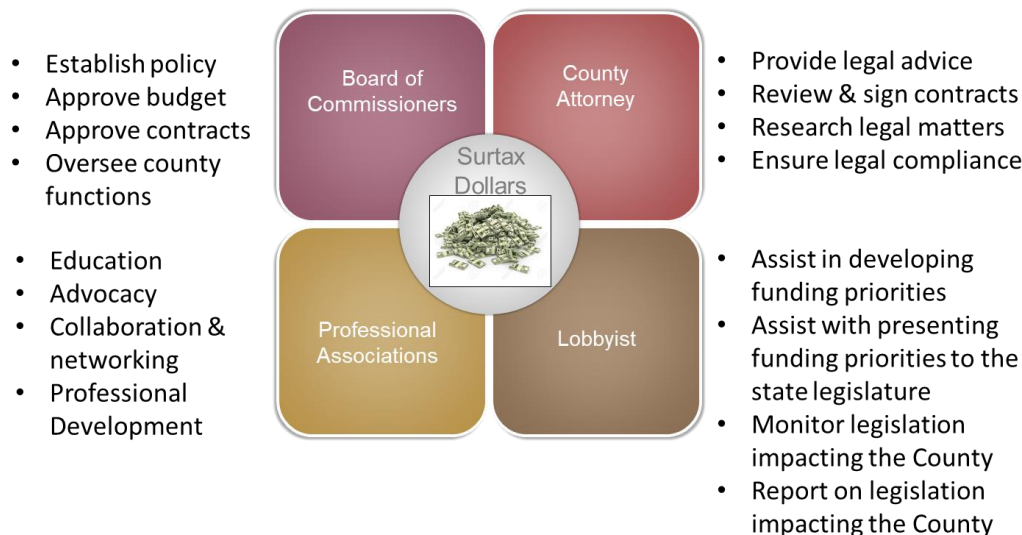 • Establish policy
• Approve budget
• Approve contracts
• Oversee county
functions
Board of
Commissioners
County
Attorney
• Provide legal advice
• Review & sign contracts
• Research legal matters
• Ensure legal compliance
Surtax
Dollars
• Education
• Advocacy
• Collaboration &
networking
• Professional
Development
Professional
Associations
Lobbyist
• Assist in developing
funding priorities
• Assist with presenting
funding priorities to the
state legislature
• Monitor legislation
impacting the County
• Report on legislation
impacting the County